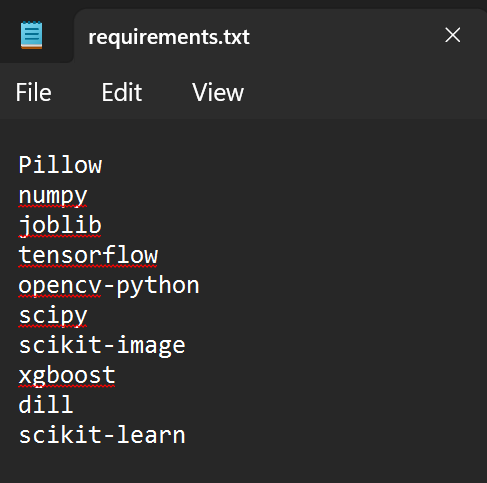 requirements.txt
File Edit View
Pillow
numpy
joblib
tensorflow
opencv-python
scipy
scikit-image
xgboost
dill
scikit-learn